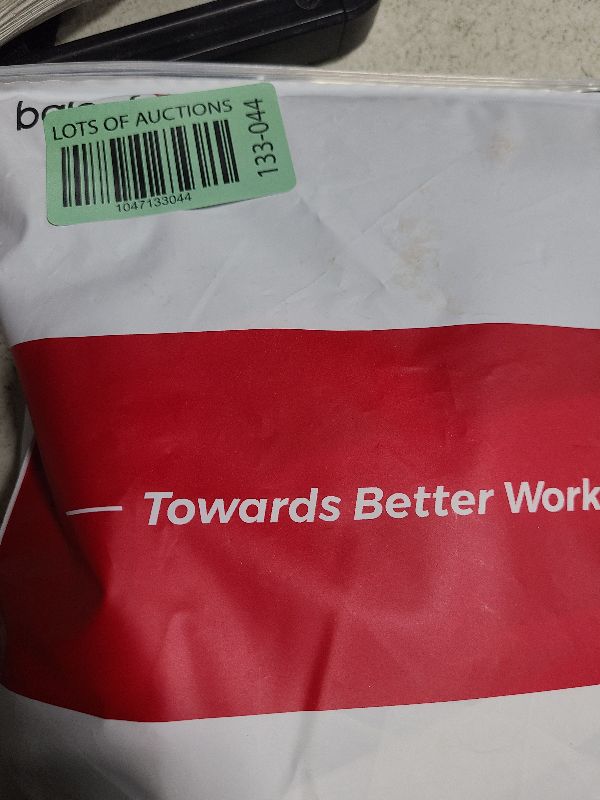 LOTS OF AUCTIONS
133-044
1047133044
Towards Better Work